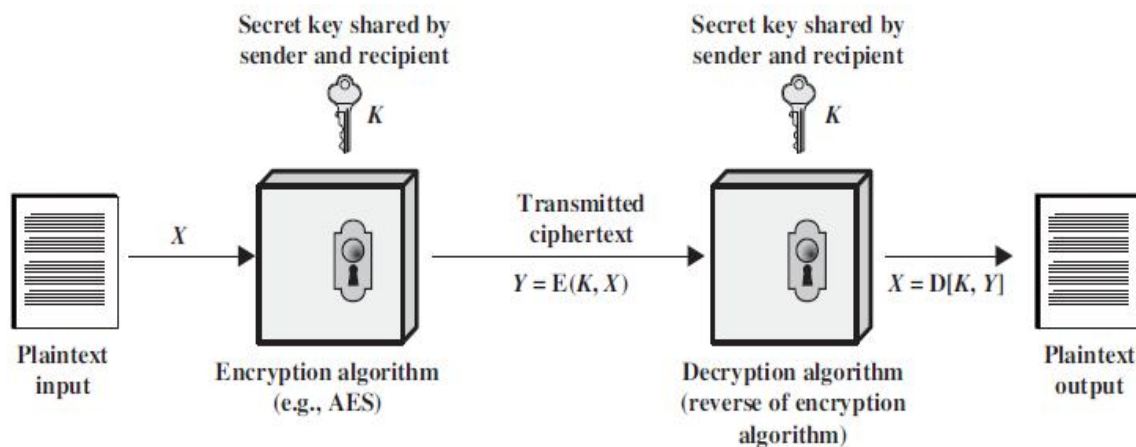 Secret key shared by
sender and recipient
K
Secret key shared by
sender and recipient
K
X
Transmitted
ciphertext
Y = E(K, X)
X = D[K, Y]
Plaintext
input
Encryption algorithm
(e.g., AES)
Decryption algorithm
(reverse of encryption
algorithm)
Plaintext
output